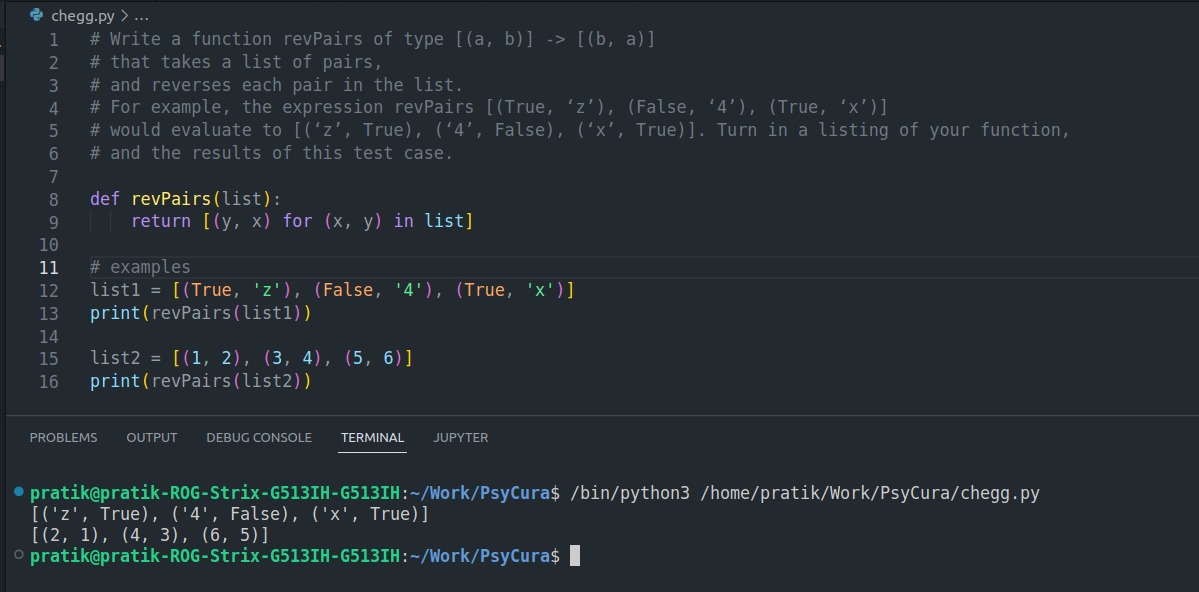 chegg.py > ...
1 # Write a function revPairs of type [(a, b)] -> [(b, a)]
2 # that takes a list of pairs,
3 # and reverses each pair in the list.
4 # For example, the expression revPairs [(True, ‘z’), (False, ‘4’), (True, ‘x’)]
5 # would evaluate to [(‘z’, True), (‘4’, False), (‘x’, True)]. Turn in a listing of your function,
6 # and the results of this test case.
7
8 def revPairs(list):
9     return [(y, x) for (x, y) in list]
10
11 # examples
12 list1 = [(True, 'z'), (False, '4'), (True, 'x')]
13 print(revPairs(list1))
14
15 list2 = [(1, 2), (3, 4), (5, 6)]
16 print(revPairs(list2))
PROBLEMS OUTPUT DEBUG CONSOLE TERMINAL JUPYTER
pratik@pratik-ROG-Strix-G513IH-G513IH:~/Work/PsyCura$ /bin/python3 /home/pratik/Work/PsyCura/chegg.py
[('z', True), ('4', False), ('x', True)]
[(2, 1), (4, 3), (6, 5)]
pratik@pratik-ROG-Strix-G513IH-G513IH:~/Work/PsyCura$